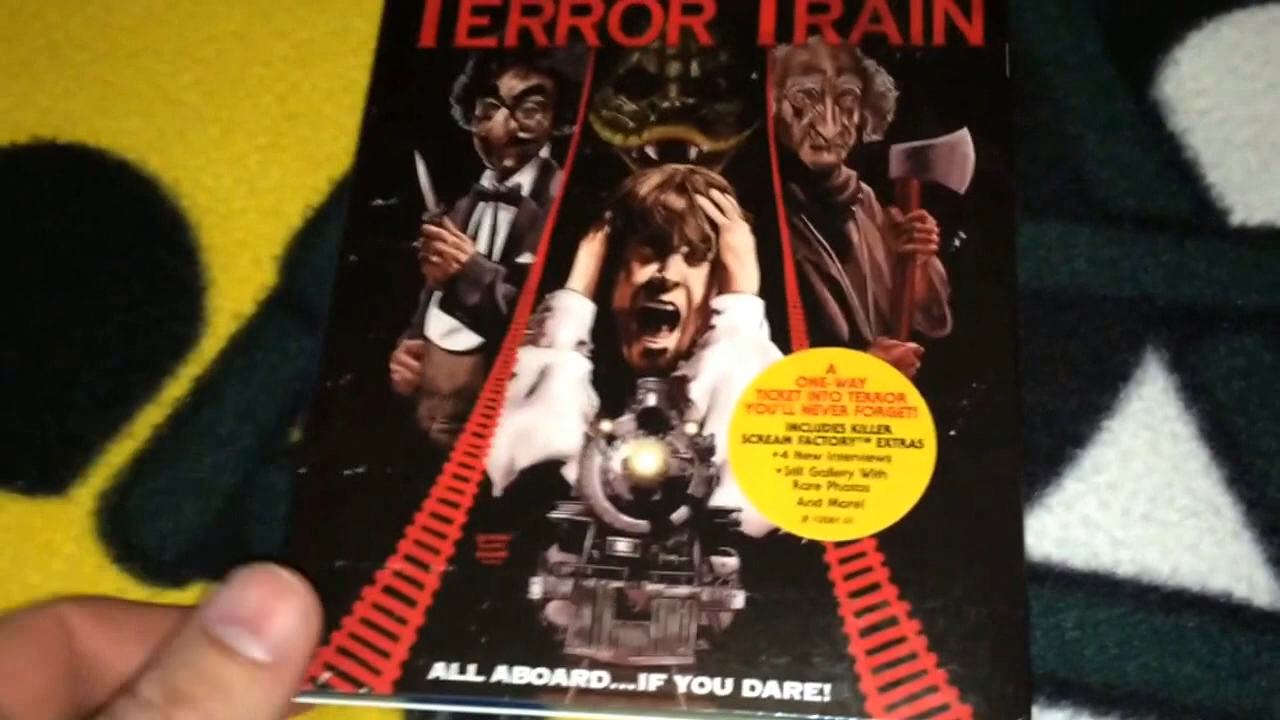 TERROR TRAIN
A
ONE-WAY
TICKET INTO TERROR
YOU'LL NEVER FORGET!
INCLUDES KILLER
SCREAM FACTORY™ EXTRAS
•4 New Interviews
•Still Gallery With
Rare Photos
And More!
ALL ABOARD...IF YOU DARE!